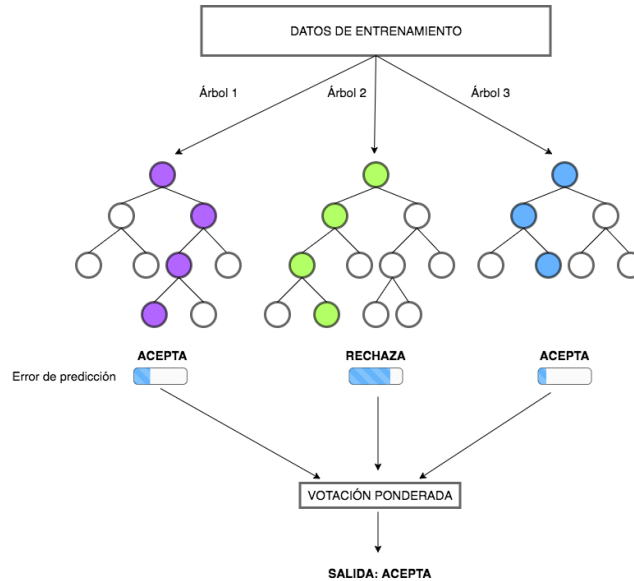 DATOS DE ENTRENAMIENTO
Árbol 1
Árbol 2
Árbol 3
ACEPTA
RECHAZA
ACEPTA
Error de predicción
VOTACIÓN PONDERADA
SALIDA: ACEPTA